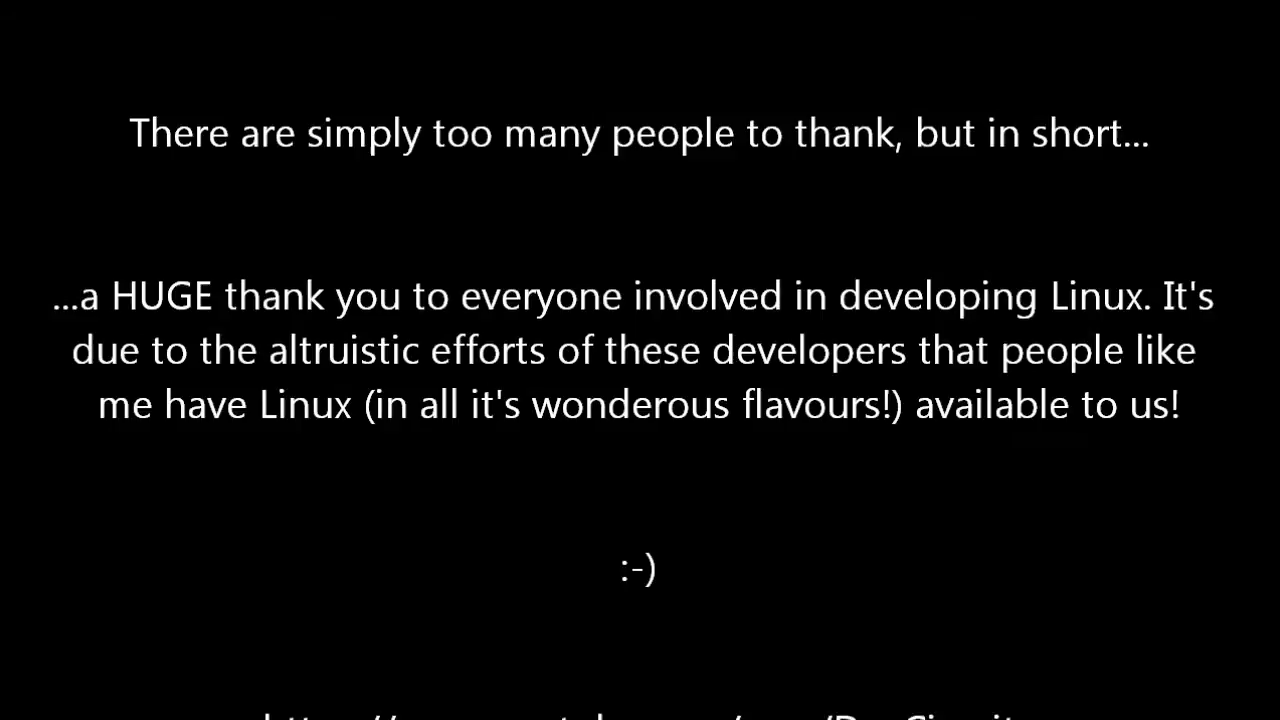 There are simply too many people to thank, but in short...
...a HUGE thank you to everyone involved in developing Linux. It's
due to the altruistic efforts of these developers that people like
me have Linux (in all it's wonderous flavours!) available to us!
:-)